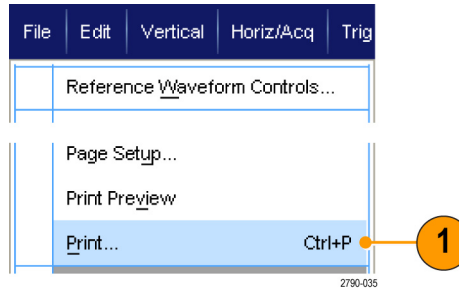 File Edit Vertical Horiz/Acq Trig
Reference Waveform Controls...
Page Setup...
Print Preview
Print... Ctrl+P
1
2790-035